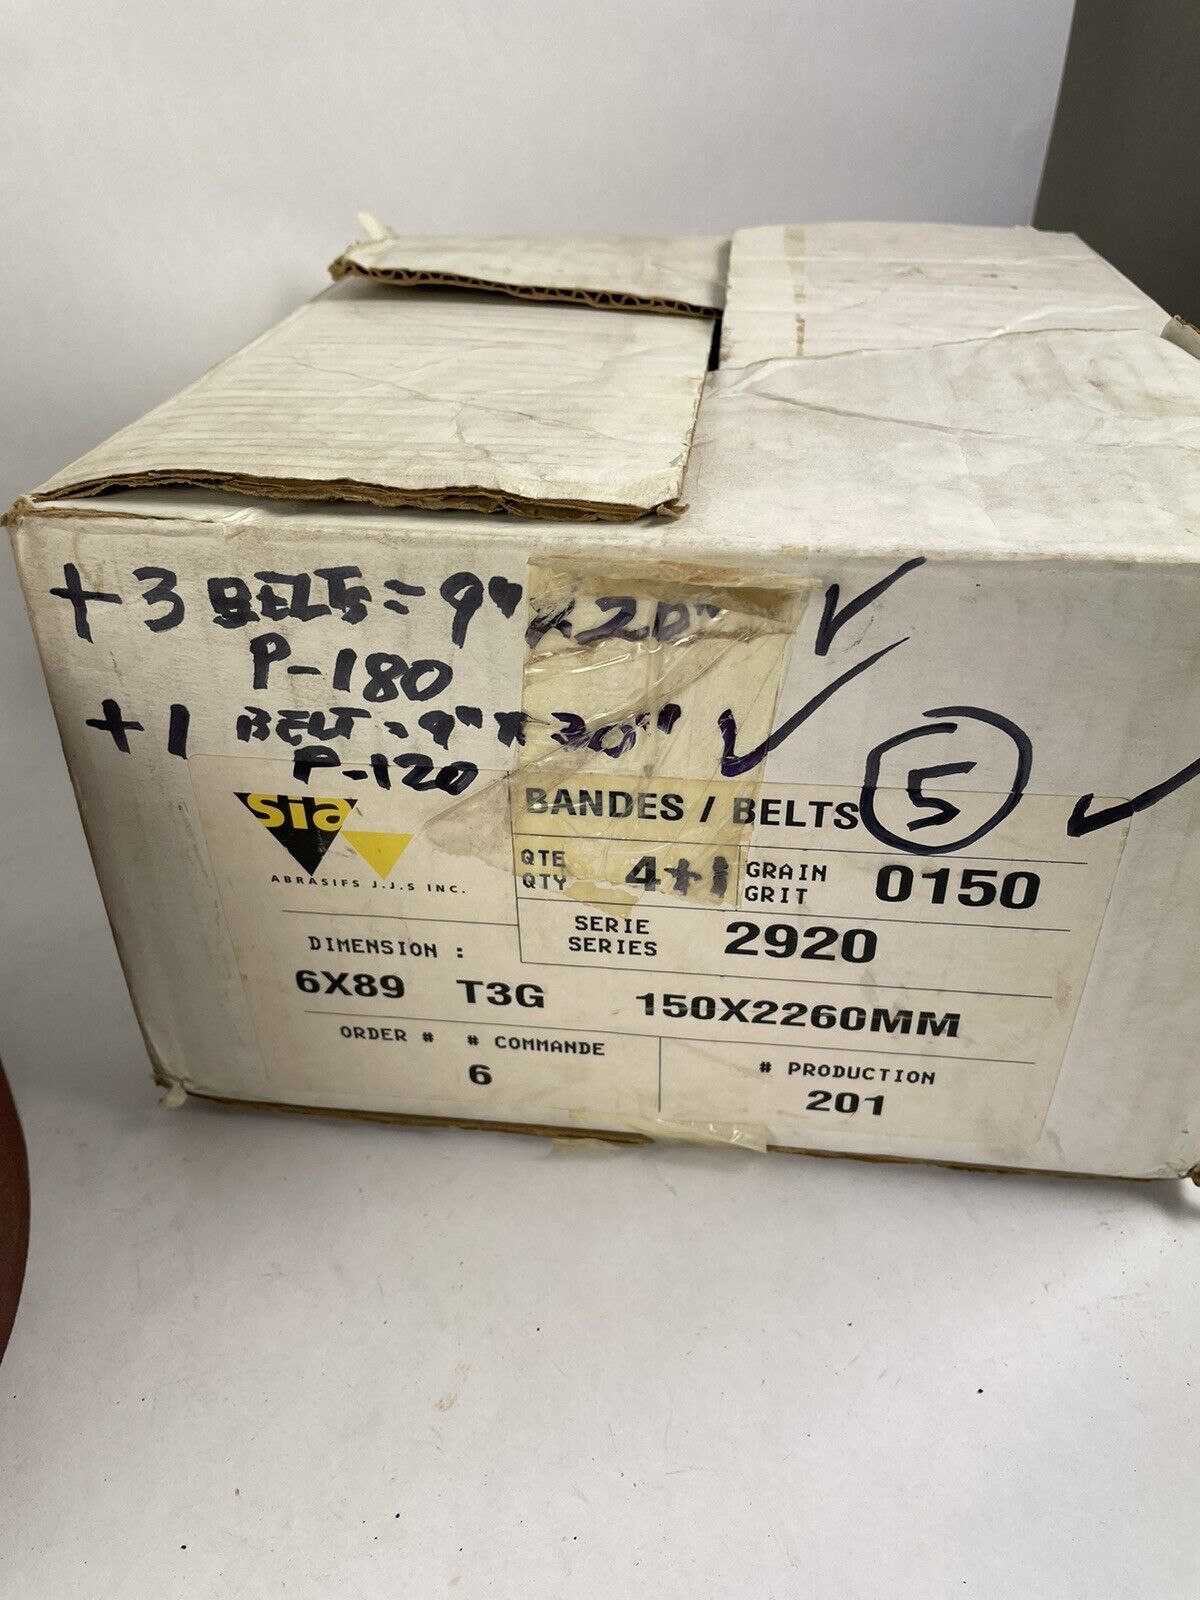 + 3 BELTS = 9" X 20" ✓
P-180
+ 1 BELT = 9" X 30" ✓
P-120
sia
ABRASIFS J.J.S INC.
BANDES / BELTS
5 ✓
QTE
QTY
4+1
GRAIN
GRIT
0150
SERIE
SERIES
2920
DIMENSION :
6X89 T3G 150X2260MM
ORDER # # COMMANDE
6
# PRODUCTION
201